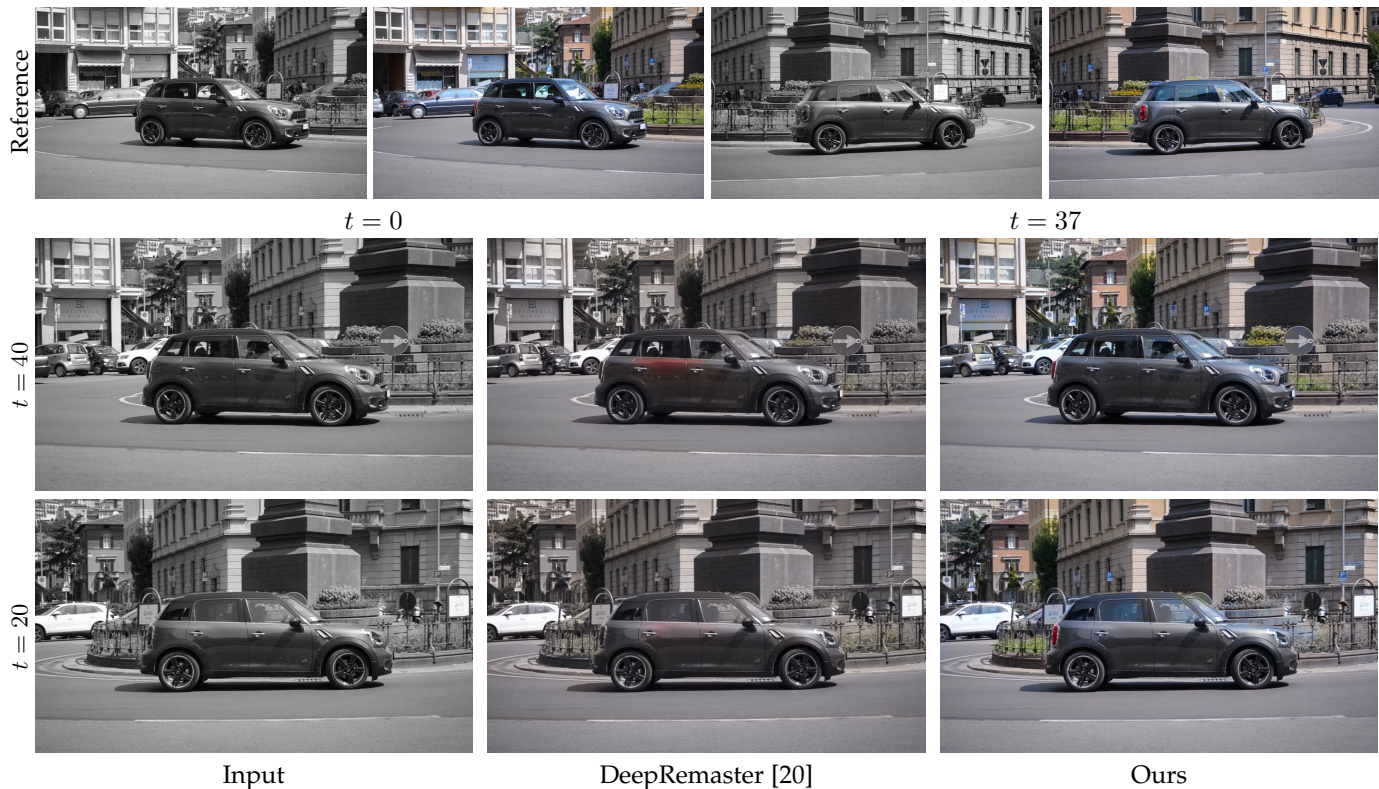 Reference
t = 0
t = 37
t = 40
t = 20
Input
DeepRemaster [20]
Ours